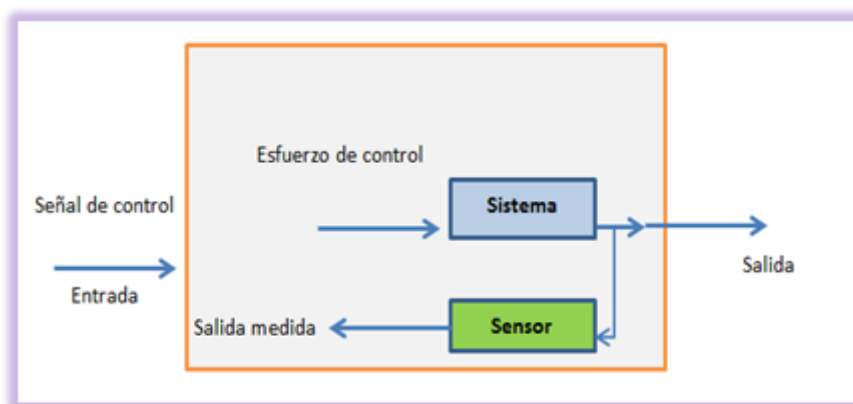 Esfuerzo de control
Señal de control
Sistema
Salida
Entrada
Salida medida
Sensor